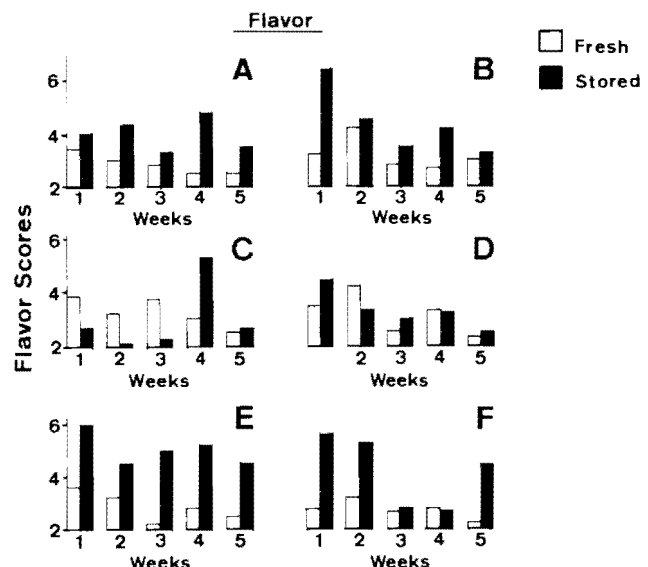 Flavor
Fresh
Stored
Flavor Scores
A
6
4
2
1 2 3 4 5
Weeks
B
1 2 3 4 5
Weeks
C
6
4
2
1 2 3 4 5
Weeks
D
1 2 3 4 5
Weeks
E
6
4
2
1 2 3 4 5
Weeks
F
1 2 3 4 5
Weeks